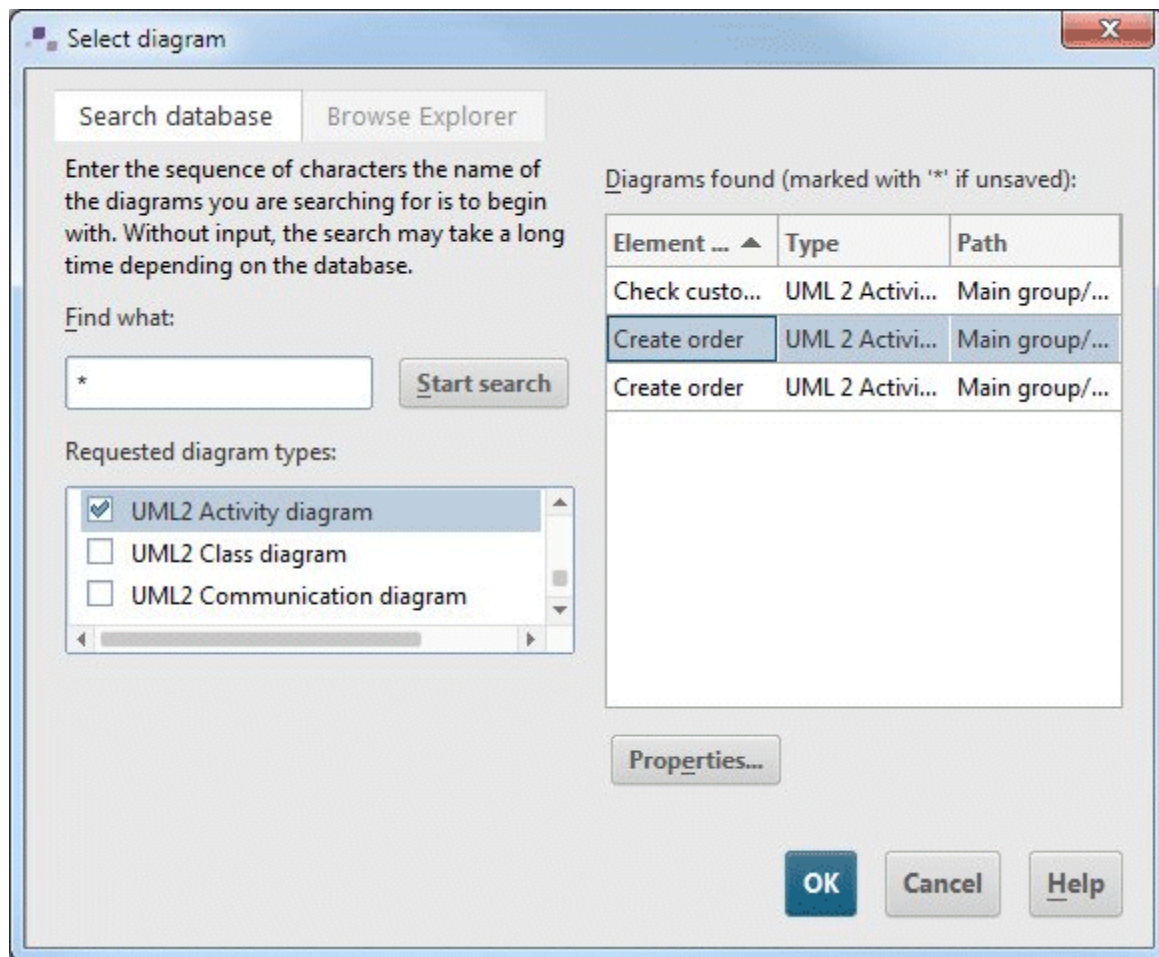 Select diagram
Search database
Browse Explorer
Enter the sequence of characters the name of
the diagrams you are searching for is to begin
with. Without input, the search may take a long
time depending on the database.
Find what:
*
Start search
Requested diagram types:
UML2 Activity diagram
UML2 Class diagram
UML2 Communication diagram
Diagrams found (marked with '*' if unsaved):
Element ... Type Path
Check custo... UML 2 Activi... Main group/...
Create order UML 2 Activi... Main group/...
Create order UML 2 Activi... Main group/...
Properties...
OK Cancel Help